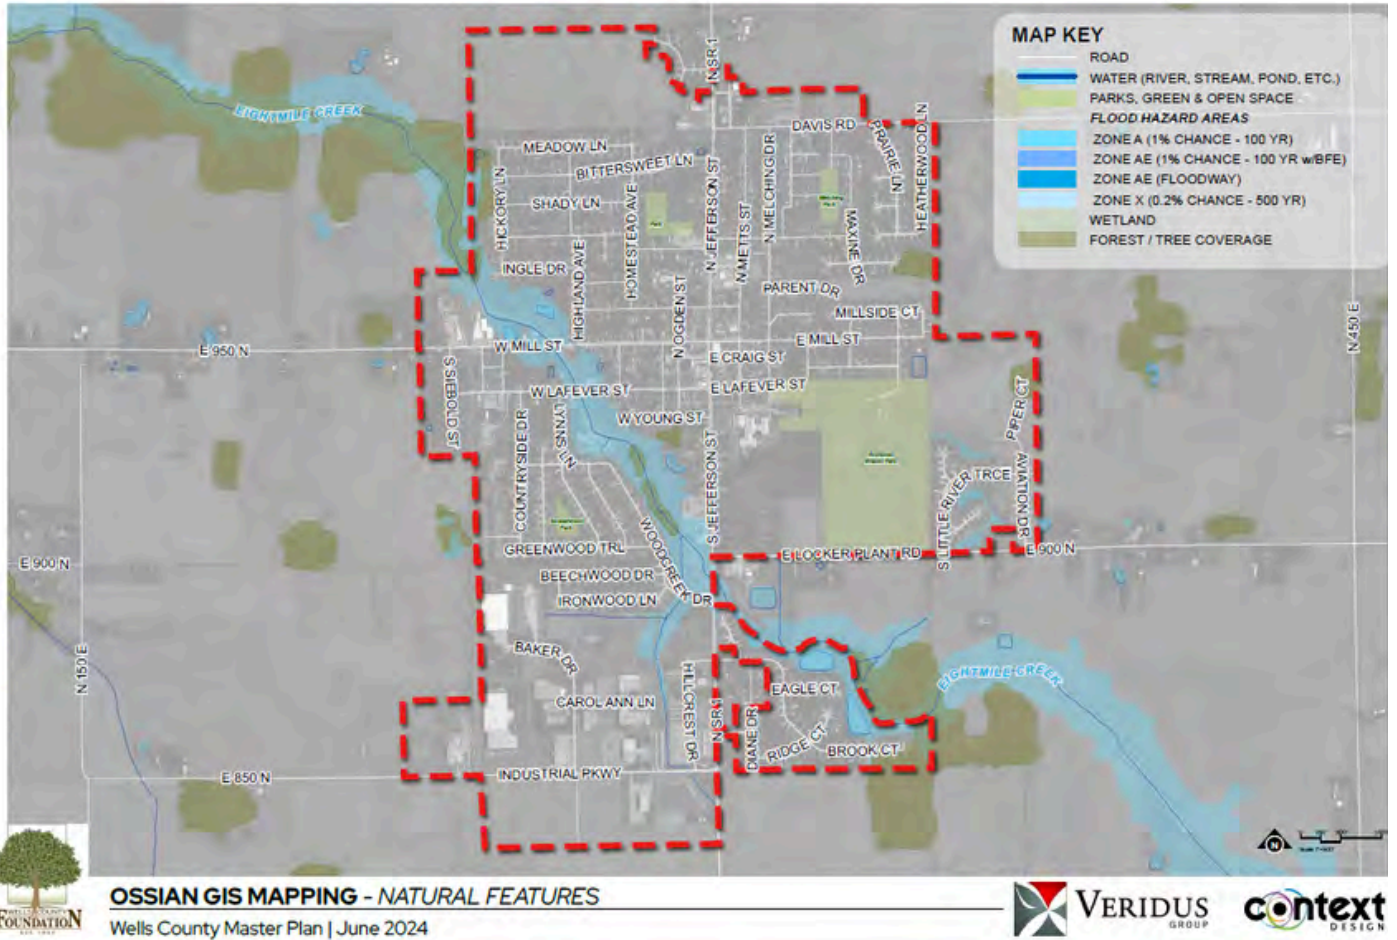 MAP KEY
ROAD
WATER (RIVER, STREAM, POND, ETC.)
PARKS, GREEN & OPEN SPACE
FLOOD HAZARD AREAS
ZONE A (1% CHANCE - 100 YR)
ZONE AE (1% CHANCE - 100 YR w/BFE)
ZONE AE (FLOODWAY)
ZONE X (0.2% CHANCE - 500 YR)
WETLAND
FOREST / TREE COVERAGE
N SR 1
EIGHTMILE CREEK
DAVIS RD
PRAIRIE LN
HEATHERWOOD LN
MEADOW LN
BITTERSWEET LN
HICKORY LN
SHADY LN
HOMESTEAD AVE
Park
N JEFFERSON ST
N METTS ST
N MELCHING DR
MAXINE DR
INGLE DR
HIGHLAND AVE
N OGDEN ST
PARENT DR
MILLSIDE CT
N 450 E
E 950 N
W MILL ST
E MILL ST
E CRAIG ST
S SIEBOLD ST
W LAFEVER ST
E LAFEVER ST
PIPER CT
COUNTRYSIDE DR
LYNNS LN
W YOUNG ST
S JEFFERSON ST
AVIATION DR
S LITTLE RIVER TRCE
Park
GREENWOOD TRL
WOODCREEK DR
E LOCKER PLANT RD
E 900 N
E 900 N
BEECHWOOD DR
IRONWOOD LN
N 150 E
BAKER DR
HILLCREST DR
N SR 1
EAGLE CT
EIGHTMILE CREEK
CAROL ANN LN
DIANE DR
RIDGE CT
BROOK CT
E 850 N
INDUSTRIAL PKWY
N
WELLS COUNTY
FOUNDATION
OSSIAN GIS MAPPING - NATURAL FEATURES
Wells County Master Plan | June 2024
VERIDUS
GROUP
context
DESIGN